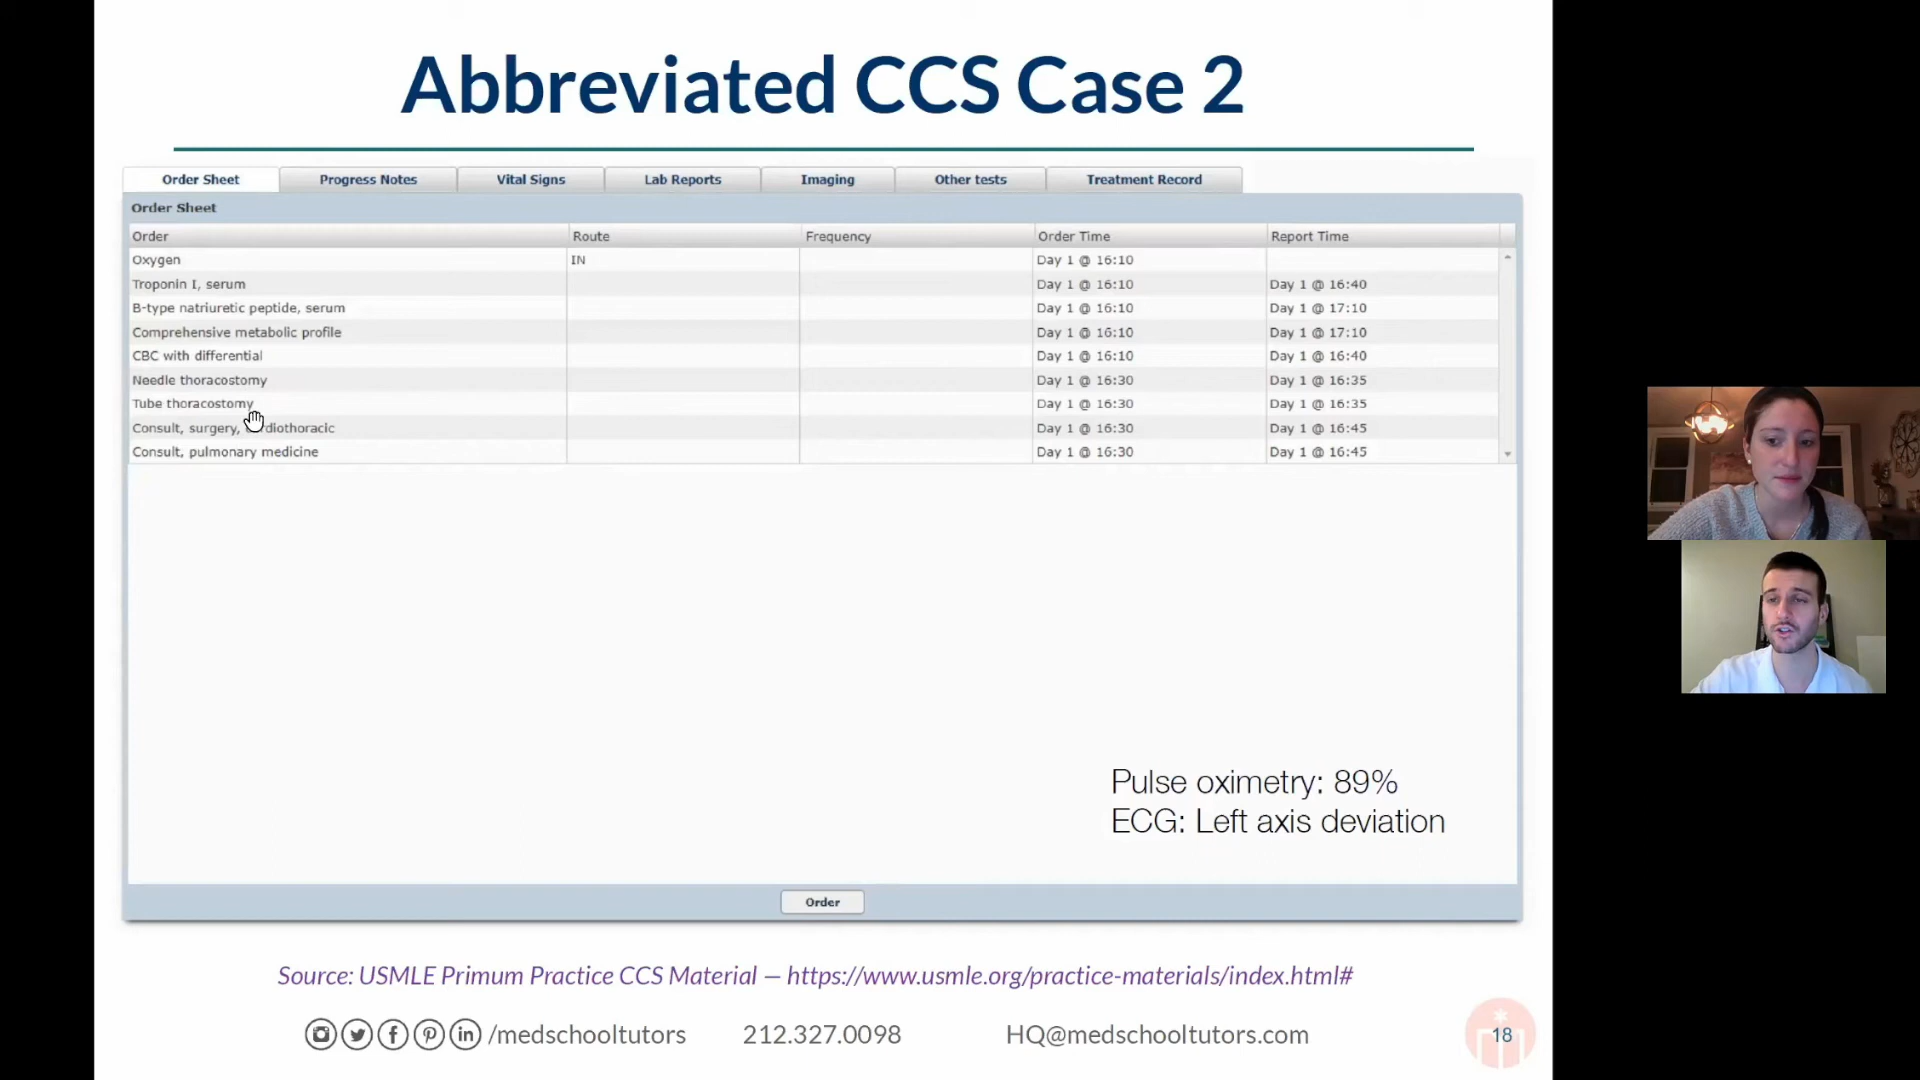 Abbreviated CCS Case 2
Order Sheet Progress Notes Vital Signs Lab Reports Imaging Other tests Treatment Record
Order Sheet
Order Route Frequency Order Time Report Time
Oxygen IN Day 1 @ 16:10
Troponin I, serum Day 1 @ 16:10 Day 1 @ 16:40
B-type natriuretic peptide, serum Day 1 @ 16:10 Day 1 @ 17:10
Comprehensive metabolic profile Day 1 @ 16:10 Day 1 @ 17:10
CBC with differential Day 1 @ 16:10 Day 1 @ 16:40
Needle thoracostomy Day 1 @ 16:30 Day 1 @ 16:35
Tube thoracostomy Day 1 @ 16:30 Day 1 @ 16:35
Consult, surgery, cardiothoracic Day 1 @ 16:30 Day 1 @ 16:45
Consult, pulmonary medicine Day 1 @ 16:30 Day 1 @ 16:45
Pulse oximetry: 89%
ECG: Left axis deviation
Order
Source: USMLE Primum Practice CCS Material — https://www.usmle.org/practice-materials/index.html#
/medschooltutors 212.327.0098 HQ@medschooltutors.com 18